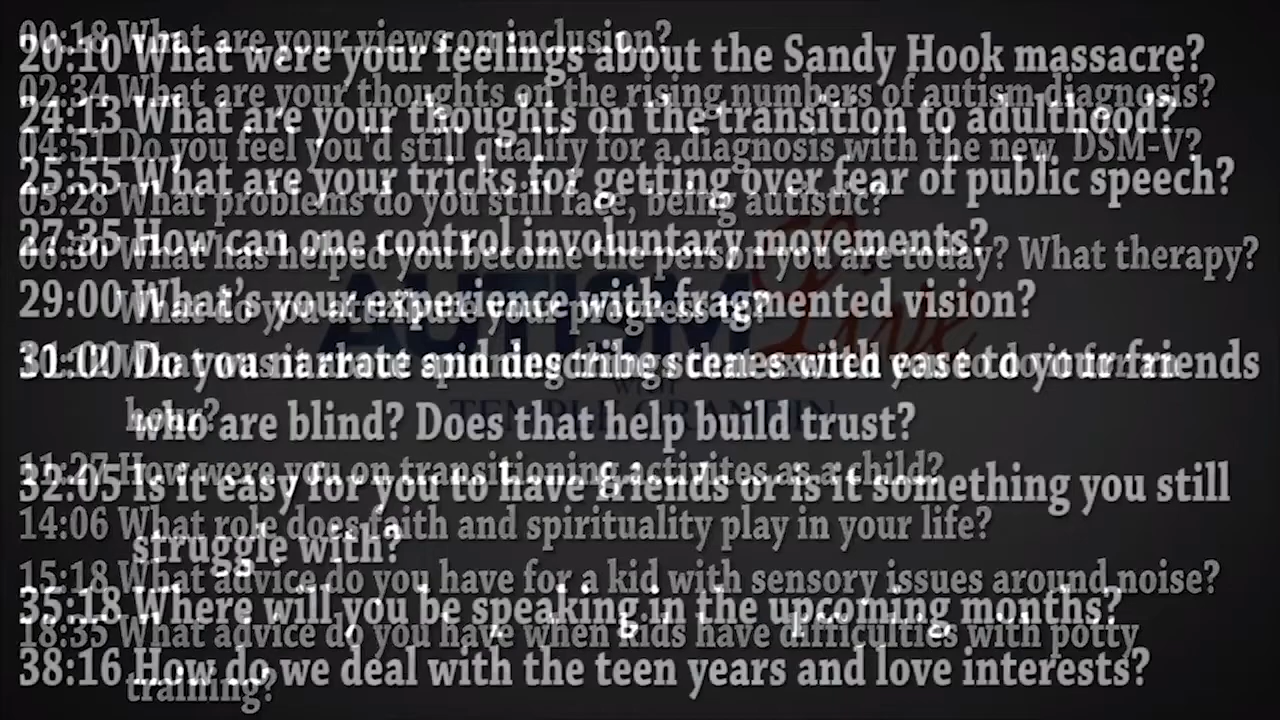 00:18 What are your views on inclusion?
20:10 What were your feelings about the Sandy Hook massacre?
02:34 What are your thoughts on the rising numbers of autism diagnosis?
24:13 What are your thoughts on the transition to adulthood?
04:51 Do you feel you'd still qualify for a diagnosis with the new DSM-V?
25:55 What are your tricks for getting over fear of public speech?
05:28 What problems do you still face, being autistic?
27:35 How can one control involuntary movements?
What has helped you become the person you are today? What therapy?
29:00 What's your experience with fragmented vision?
What do you attribute your progress to?
AUTISM Live
31:00 Do you narrate and describe scenes with ease to your friends
WITH
TEMPLE GRANDIN
hour?
who are blind? Does that help build trust?
11:27 How were you on transitioning activites as a child?
32:05 Is it easy for you to have friends or is it something you still
14:06 What role does faith and spirituality play in your life?
struggle with?
15:18 What advice do you have for a kid with sensory issues around noise?
35:18 Where will you be speaking in the upcoming months?
18:35 What advice do you have when kids have difficulties with potty
38:16 How do we deal with the teen years and love interests?
training?